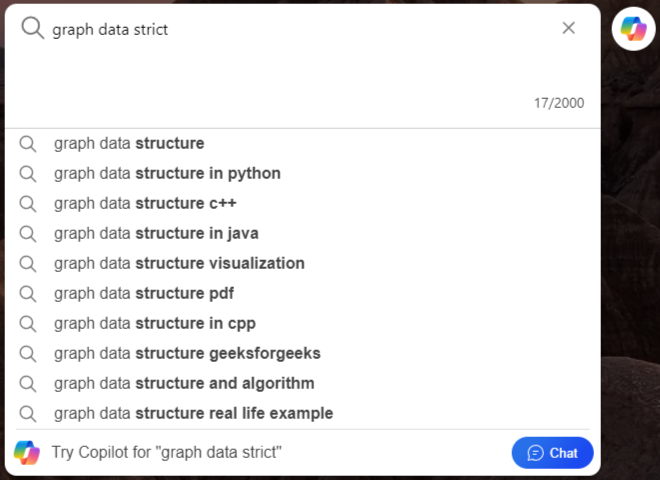 graph data strict
17/2000
graph data structure
graph data structure in python
graph data structure c++
graph data structure in java
graph data structure visualization
graph data structure pdf
graph data structure in cpp
graph data structure geeksforgeeks
graph data structure and algorithm
graph data structure real life example
Try Copilot for "graph data strict" Chat